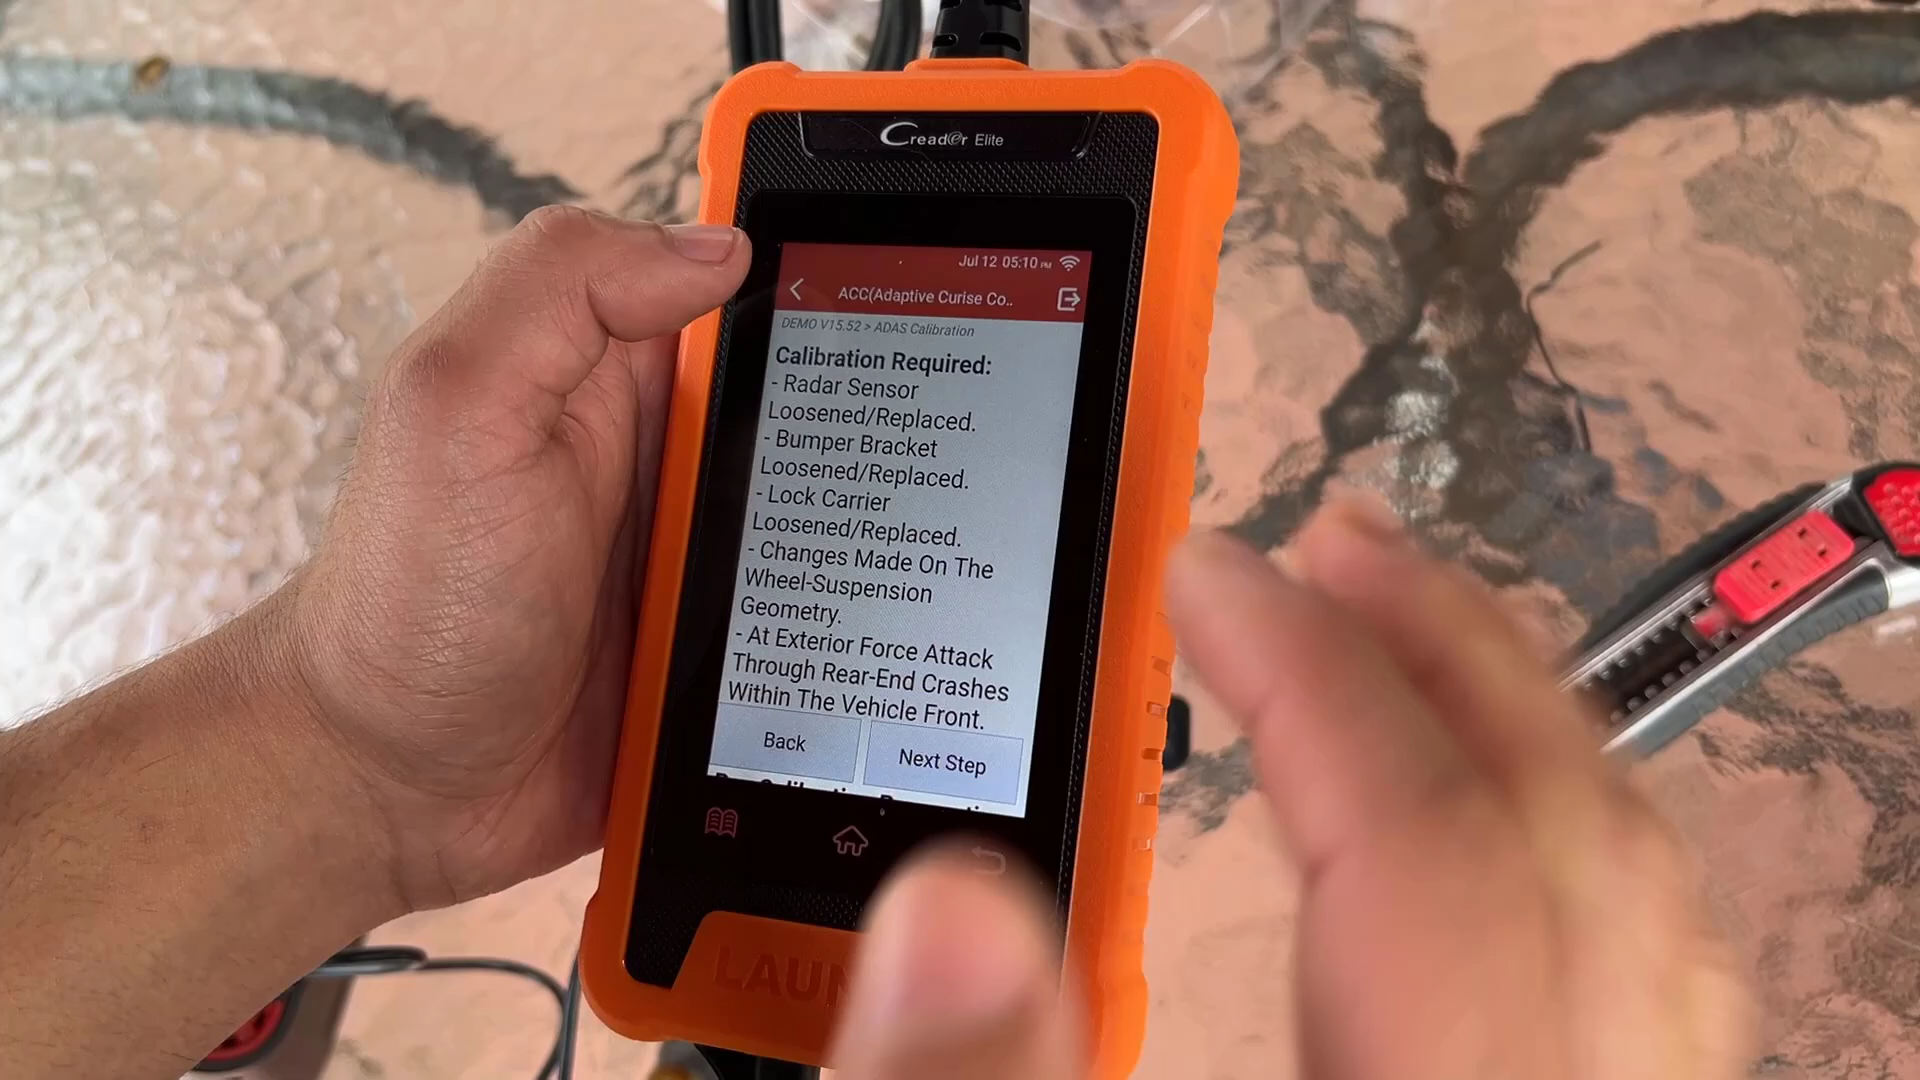 Creader Elite
Jul 12 05:10 PM
ACC(Adaptive Curise Co..
DEMO V15.52 > ADAS Calibration
Calibration Required:
- Radar Sensor
Loosened/Replaced.
- Bumper Bracket
Loosened/Replaced.
- Lock Carrier
Loosened/Replaced.
- Changes Made On The
Wheel-Suspension
Geometry.
- At Exterior Force Attack
Through Rear-End Crashes
Within The Vehicle Front.
Back
Next Step